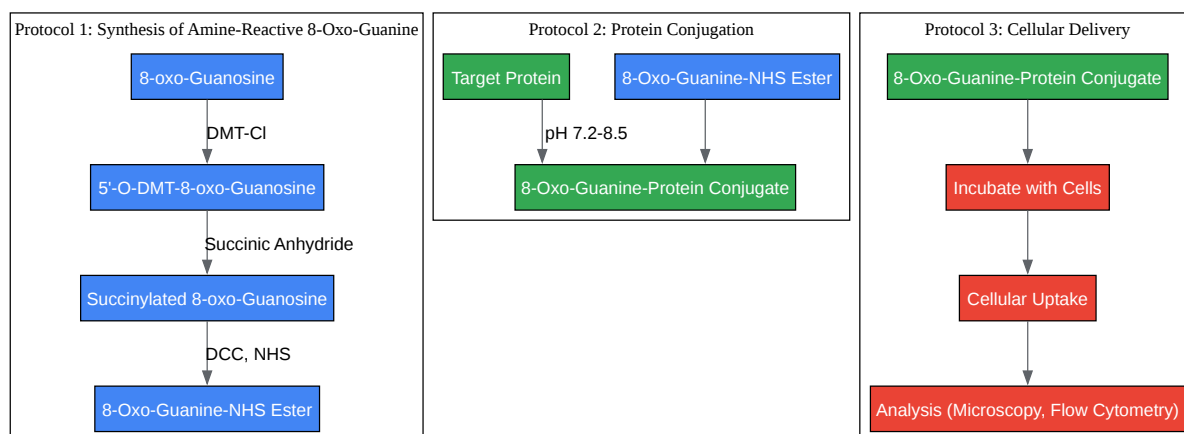 Protocol 1: Synthesis of Amine-Reactive 8-Oxo-Guanine
8-oxo-Guanosine
DMT-Cl
5'-O-DMT-8-oxo-Guanosine
Succinic Anhydride
Succinylated 8-oxo-Guanosine
DCC, NHS
8-Oxo-Guanine-NHS Ester
Protocol 2: Protein Conjugation
Target Protein
8-Oxo-Guanine-NHS Ester
pH 7.2-8.5
8-Oxo-Guanine-Protein Conjugate
Protocol 3: Cellular Delivery
8-Oxo-Guanine-Protein Conjugate
Incubate with Cells
Cellular Uptake
Analysis (Microscopy, Flow Cytometry)